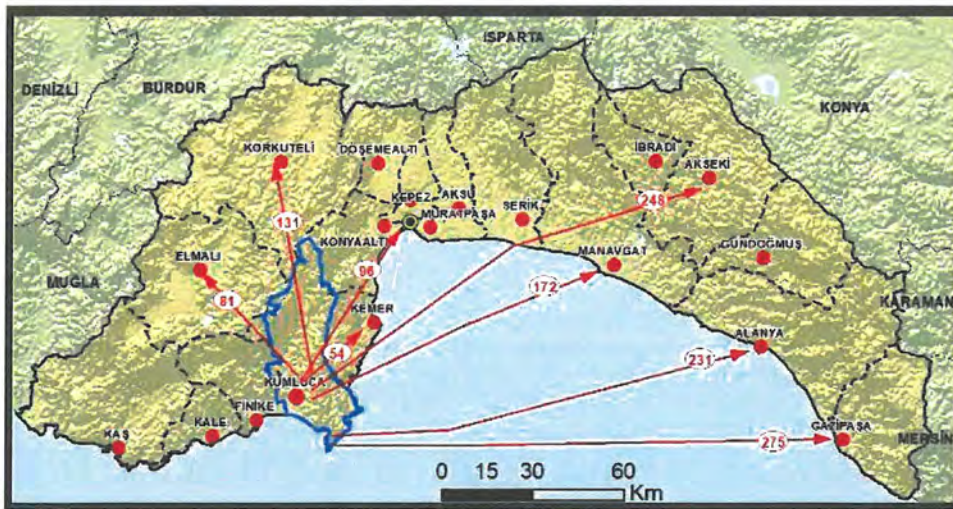 ISPARTA
DENİZLİ
BURDUR
KONYA
KORKUTELİ
DÖŞEMEALTI
İBRADI
AKSEKİ
KEPEZ
AKSU
248
131
MURATPAŞA
SERİK
KONYAALTI
MANAVGAT
GÜNDOĞMUŞ
ELMALI
96
MUĞLA
172
KARAMAN
81
KEMER
54
ALANYA
231
KUMLUCA
FİNİKE
KALE
KAŞ
GAZİPAŞA
MERSİN
275
0 15 30 60
Km